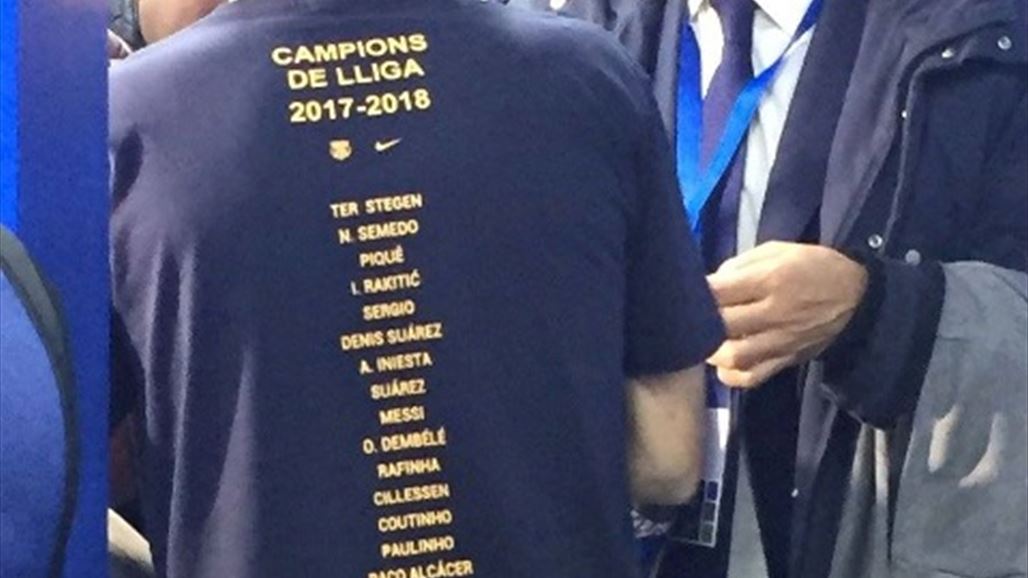 CAMPIONS
DE LLIGA
2017-2018
TER STEGEN
N. SEMEDO
PIQUÉ
I. RAKITIĆ
SERGIO
DENIS SUÁREZ
A. INIESTA
SUÁREZ
MESSI
O. DEMBÉLÉ
RAFINHA
CILLESSEN
COUTINHO
PAULINHO
PACO ALCÁCER